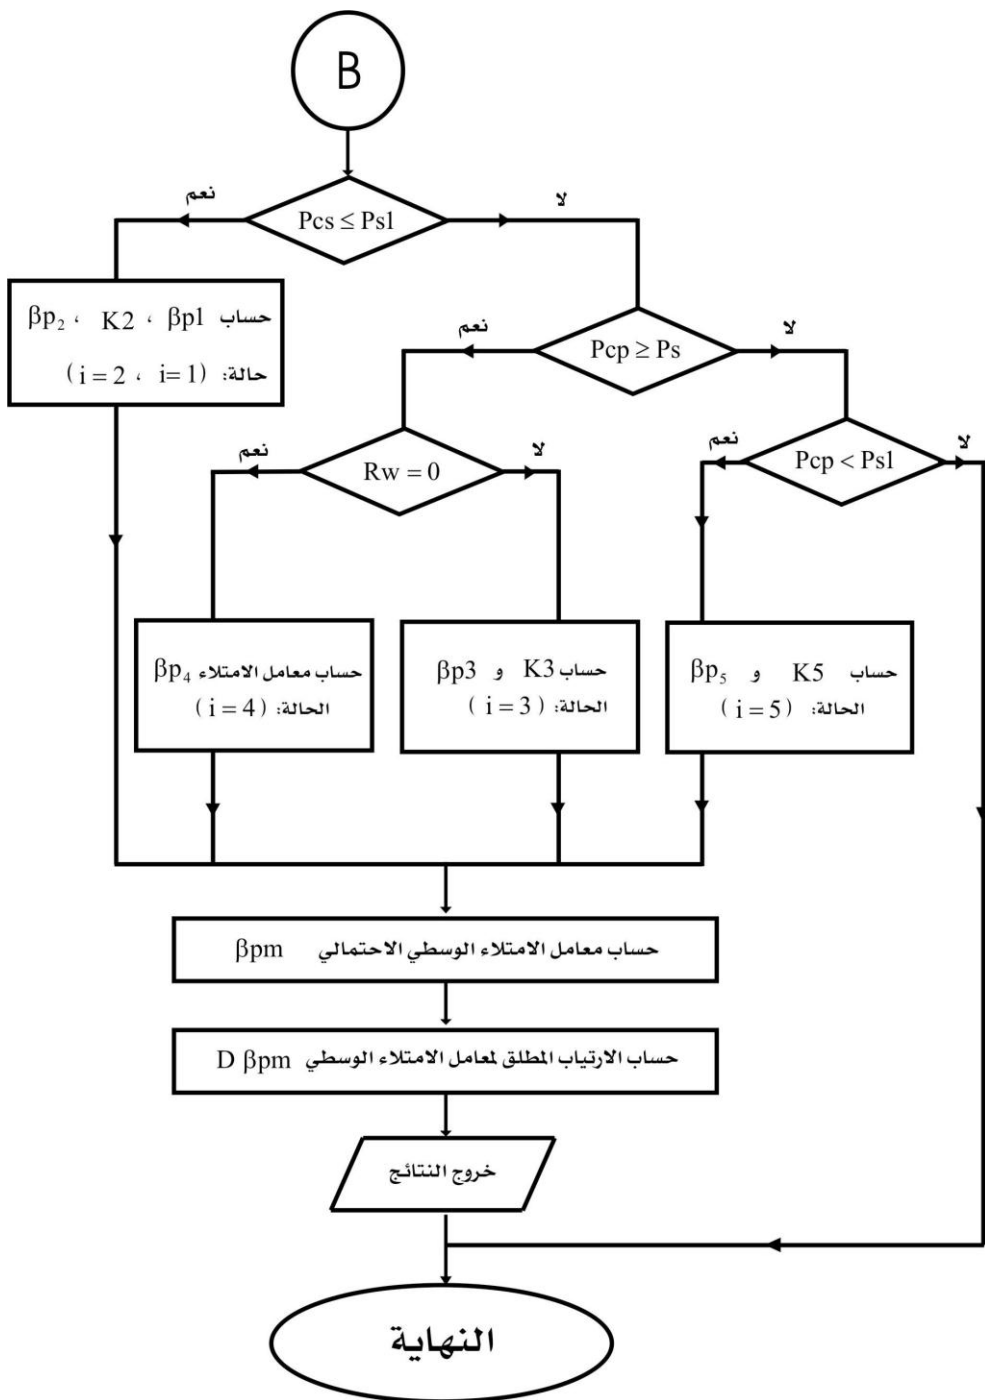 B
نعم
لا
Pcs ≤ Ps1
حساب βp1 ، K2 ، βp₂
حالة: (i = 2 ، i= 1)
نعم
لا
Pcp ≥ Ps
نعم
لا
Rw = 0
نعم
لا
Pcp < Ps1
حساب معامل الامتلاء βp₄
الحالة: (i = 4)
حساب K3 و βp3
الحالة: (i = 3)
حساب K5 و βp₅
الحالة: (i = 5)
حساب معامل الامتلاء الوسطي الاحتمالي βpm
حساب الارتياب المطلق لمعامل الامتلاء الوسطي D βpm
خروج النتائج
النهاية